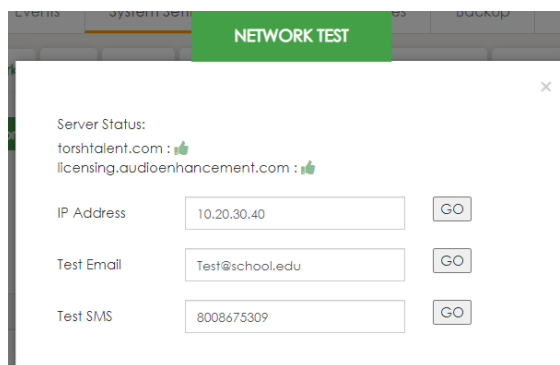 Events System Backup
NETWORK TEST
×
Server Status:
torshtalent.com :
licensing.audioenhancement.com :
IP Address 10.20.30.40 GO
Test Email Test@school.edu GO
Test SMS 8008675309 GO